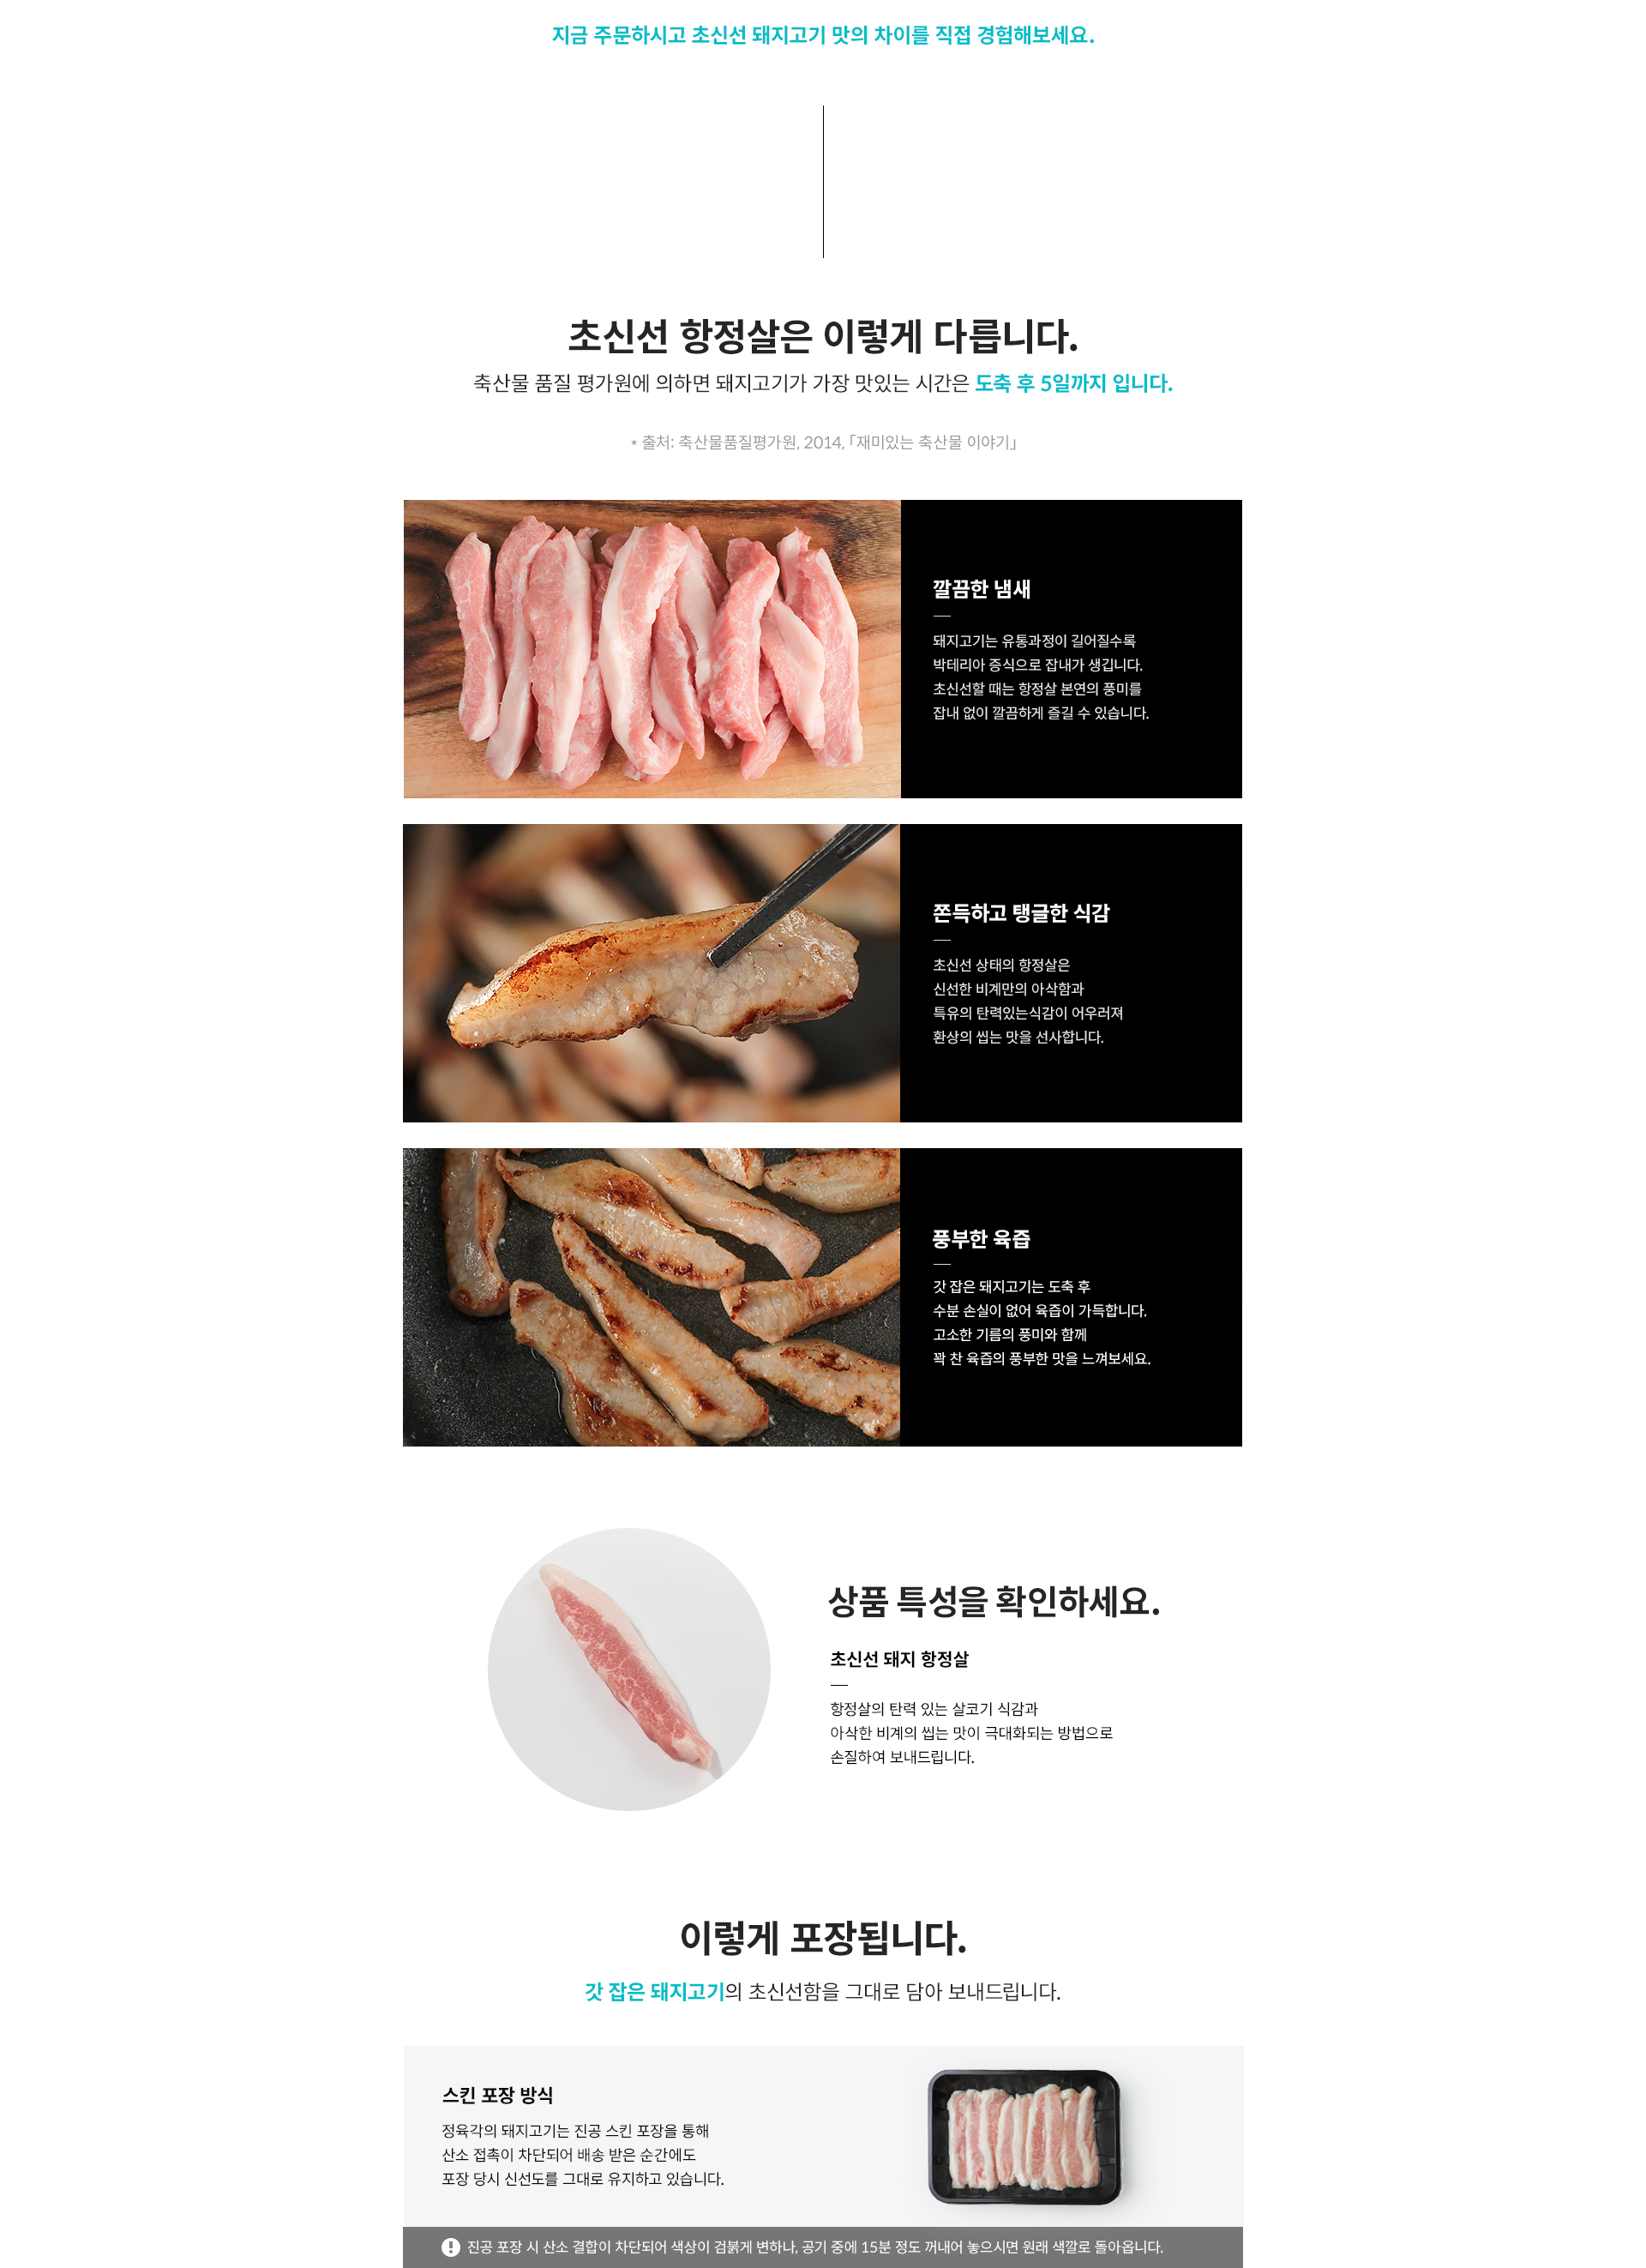 지금 주문하시고 초신선 돼지고기 맛의 차이를 직접 경험해보세요.
초신선 항정살은 이렇게 다릅니다.
축산물 품질 평가원에 의하면 돼지고기가 가장 맛있는 시간은 도축 후 5일까지 입니다.
* 출처: 축산물품질평가원, 2014, 「재미있는 축산물 이야기」
깔끔한 냄새
돼지고기는 유통과정이 길어질수록
박테리아 증식으로 잡내가 생깁니다.
초신선할 때는 항정살 본연의 풍미를
잡내 없이 깔끔하게 즐길 수 있습니다.
쫀득하고 탱글한 식감
초신선 상태의 항정살은
신선한 비계만의 아삭함과
특유의 탄력있는식감이 어우러져
환상의 씹는 맛을 선사합니다.
풍부한 육즙
갓 잡은 돼지고기는 도축 후
수분 손실이 없어 육즙이 가득합니다.
고소한 기름의 풍미와 함께
꽉 찬 육즙의 풍부한 맛을 느껴보세요.
상품 특성을 확인하세요.
초신선 돼지 항정살
항정살의 탄력 있는 살코기 식감과
아삭한 비계의 씹는 맛이 극대화되는 방법으로
손질하여 보내드립니다.
이렇게 포장됩니다.
갓 잡은 돼지고기의 초신선함을 그대로 담아 보내드립니다.
스킨 포장 방식
정육각의 돼지고기는 진공 스킨 포장을 통해
산소 접촉이 차단되어 배송 받은 순간에도
포장 당시 신선도를 그대로 유지하고 있습니다.
진공 포장 시 산소 결합이 차단되어 색상이 검붉게 변하나, 공기 중에 15분 정도 꺼내어 놓으시면 원래 색깔로 돌아옵니다.